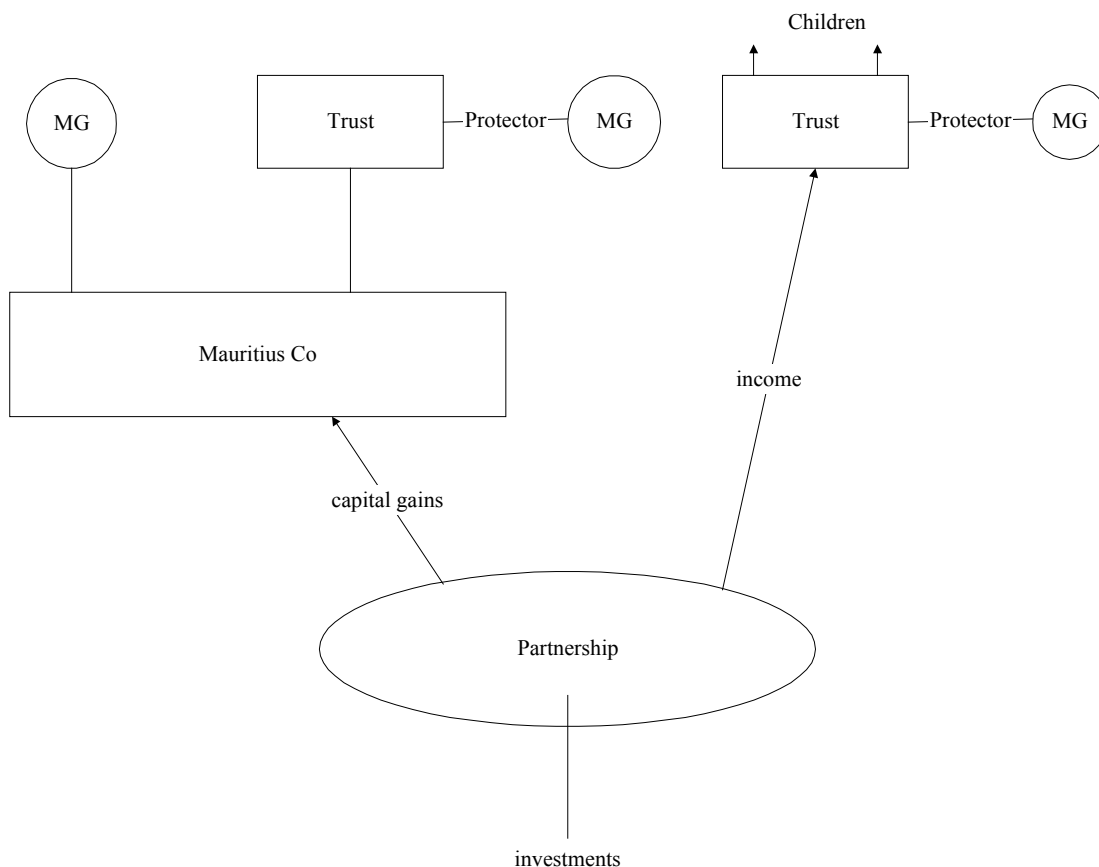 Children
MG
Trust
Protector
MG
Trust
Protector
MG
Mauritius Co
income
capital gains
Partnership
investments